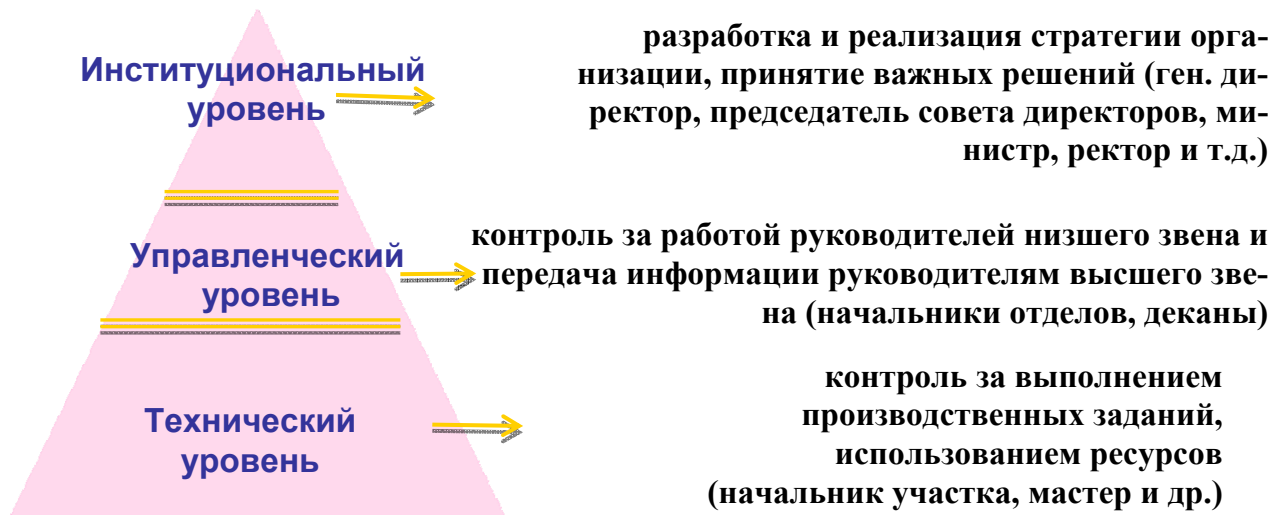 Институциональный
уровень
разработка и реализация стратегии орга-
низации, принятие важных решений (ген. ди-
ректор, председатель совета директоров, ми-
нистр, ректор и т.д.)
Управленческий
уровень
контроль за работой руководителей низшего звена и
передача информации руководителям высшего зве-
на (начальники отделов, деканы)
Технический
уровень
контроль за выполнением
производственных заданий,
использованием ресурсов
(начальник участка, мастер и др.)